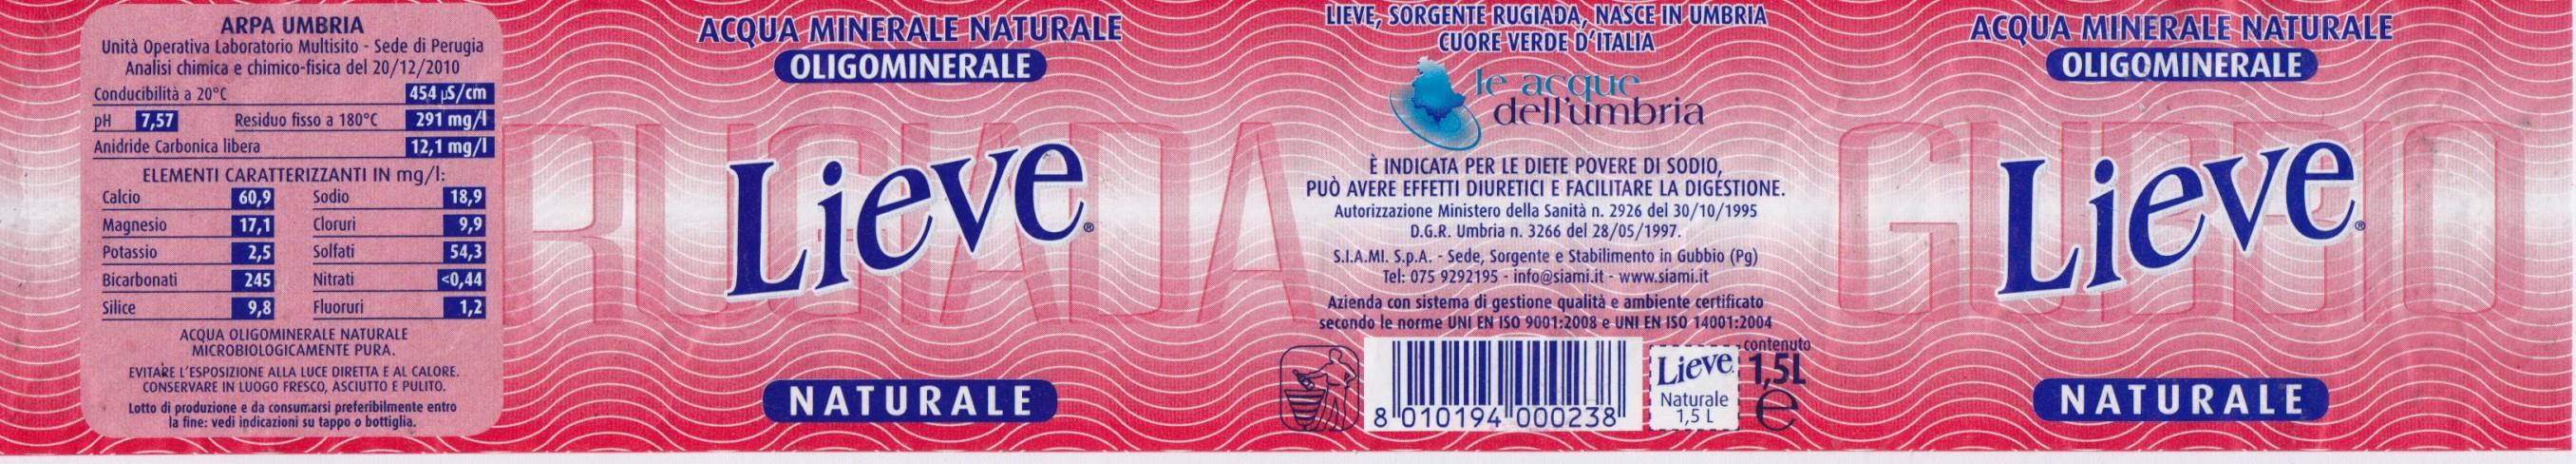 ARPA UMBRIA
Unità Operativa Laboratorio Multisito - Sede di Perugia
Analisi chimica e chimico-fisica del 20/12/2010
Conducibilità a 20°C 454 µS/cm
pH 7,57 Residuo fisso a 180°C 291 mg/l
Anidride Carbonica libera 12,1 mg/l
ELEMENTI CARATTERIZZANTI IN mg/l:
Calcio 60,9 Sodio 18,9
Magnesio 17,1 Cloruri 9,9
Potassio 2,5 Solfati 54,3
Bicarbonati 245 Nitrati <0,44
Silice 9,8 Fluoruri 1,2
ACQUA OLIGOMINERALE NATURALE
MICROBIOLOGICAMENTE PURA.
EVITARE L'ESPOSIZIONE ALLA LUCE DIRETTA E AL CALORE.
CONSERVARE IN LUOGO FRESCO, ASCIUTTO E PULITO.
Lotto di produzione e da consumarsi preferibilmente entro
la fine: vedi indicazioni su tappo o bottiglia.
ACQUA MINERALE NATURALE
OLIGOMINERALE
RUGIADA
Lieve®
NATURALE
LIEVE, SORGENTE RUGIADA, NASCE IN UMBRIA
CUORE VERDE D'ITALIA
le acque
dell'umbria
È INDICATA PER LE DIETE POVERE DI SODIO,
PUÒ AVERE EFFETTI DIURETICI E FACILITARE LA DIGESTIONE.
Autorizzazione Ministero della Sanità n. 2926 del 30/10/1995
D.G.R. Umbria n. 3266 del 28/05/1997.
S.I.A.MI. S.p.A. - Sede, Sorgente e Stabilimento in Gubbio (Pg)
Tel: 075 9292195 - info@siami.it - www.siami.it
Azienda con sistema di gestione qualità e ambiente certificato
secondo le norme UNI EN ISO 9001:2008 e UNI EN ISO 14001:2004
8 010194 000238
Lieve
Naturale
1,5 L
contenuto
1,5L
e
ACQUA MINERALE NATURALE
OLIGOMINERALE
GUBBIO
Lieve®
NATURALE